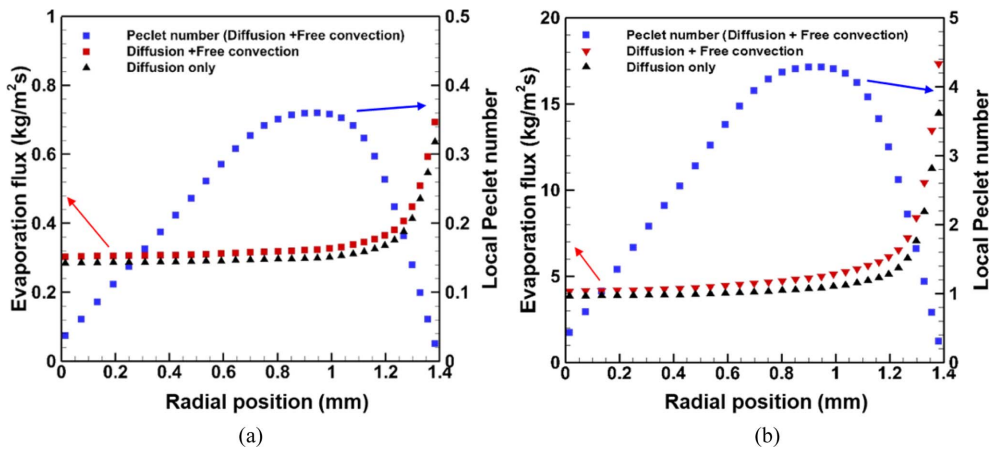 1
0.8
0.6
0.4
0.2
0
Evaporation flux (kg/m²s)
Peclet number (Diffusion +Free convection)
Diffusion +Free convection
Diffusion only
0.5
0.4
0.3
0.2
0.1
0
Local Peclet number
0 0.2 0.4 0.6 0.8 1 1.2 1.4
Radial position (mm)
(a)
20
17
14
10
7
5
2
0
Evaporation flux (kg/m²s)
Peclet number (Diffusion + Free convection)
Diffusion + Free convection
Diffusion only
5
4
3
2
1
0
Local Peclet number
0 0.2 0.4 0.6 0.8 1 1.2 1.4
Radial position (mm)
(b)